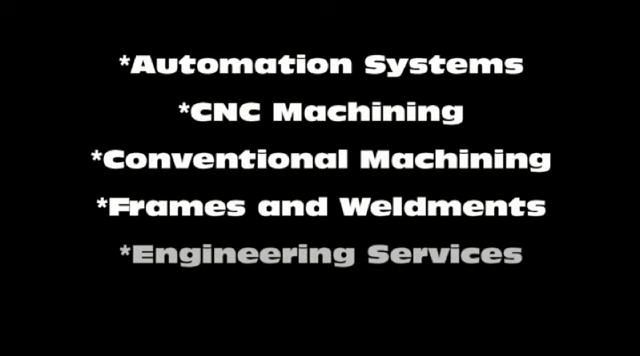 *Automation Systems
*CNC Machining
*Conventional Machining
*Frames and Weldments
*Engineering Services